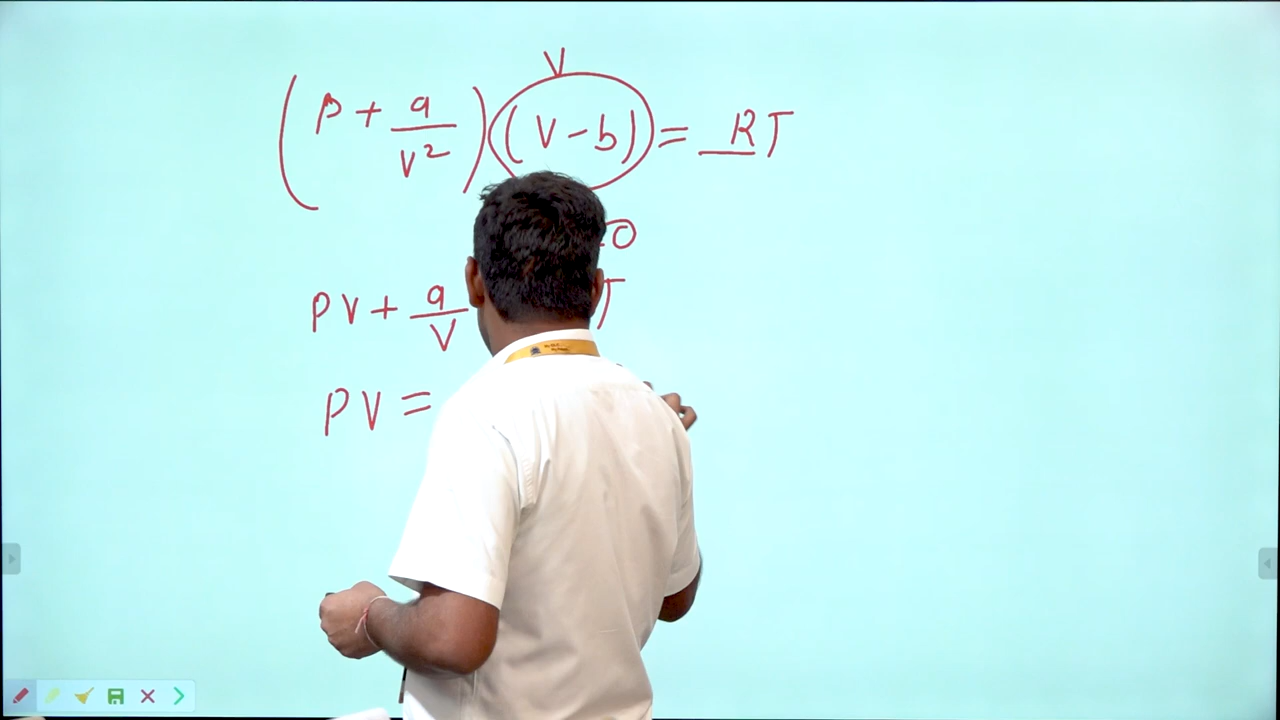 V
(P + a/V²)(V - b) = RT
0
PV + a/V T
PV =